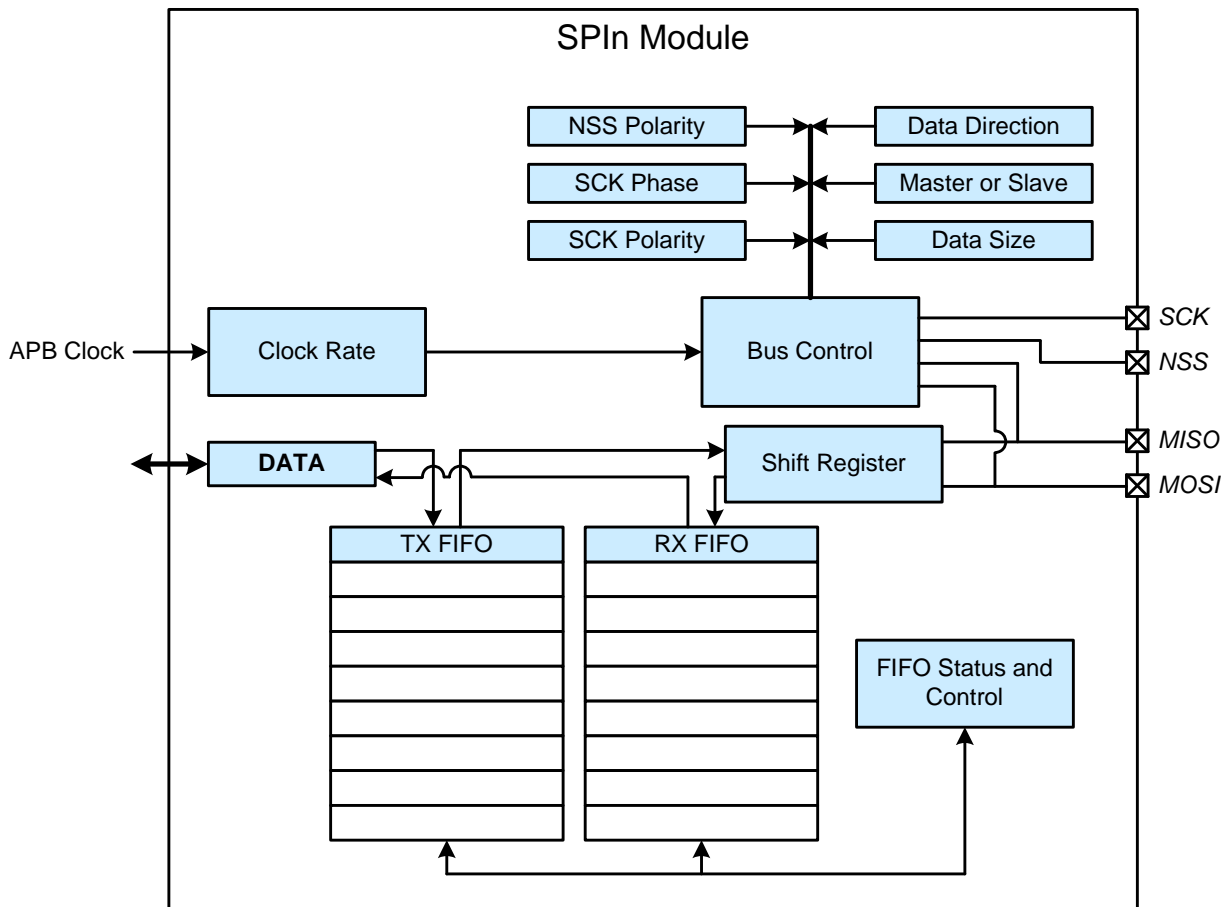 SPIn Module
NSS Polarity
Data Direction
SCK Phase
Master or Slave
SCK Polarity
Data Size
APB Clock
Clock Rate
Bus Control
SCK
NSS
DATA
Shift Register
MISO
MOSI
TX FIFO
RX FIFO
FIFO Status and
Control